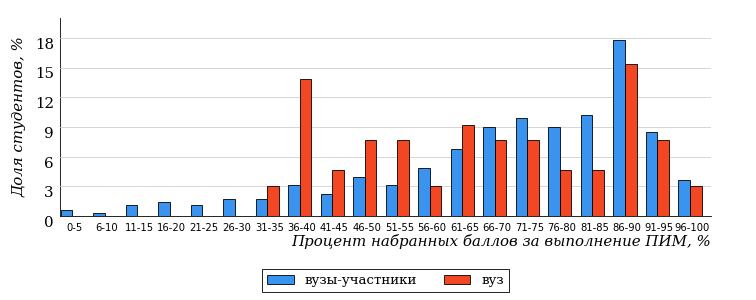 Доля студентов, %
18
15
12
9
6
3
0
0-5 6-10 11-15 16-20 21-25 26-30 31-35 36-40 41-45 46-50 51-55 56-60 61-65 66-70 71-75 76-80 81-85 86-90 91-95 96-100
Процент набранных баллов за выполнение ПИМ, %
вузы-участники вуз